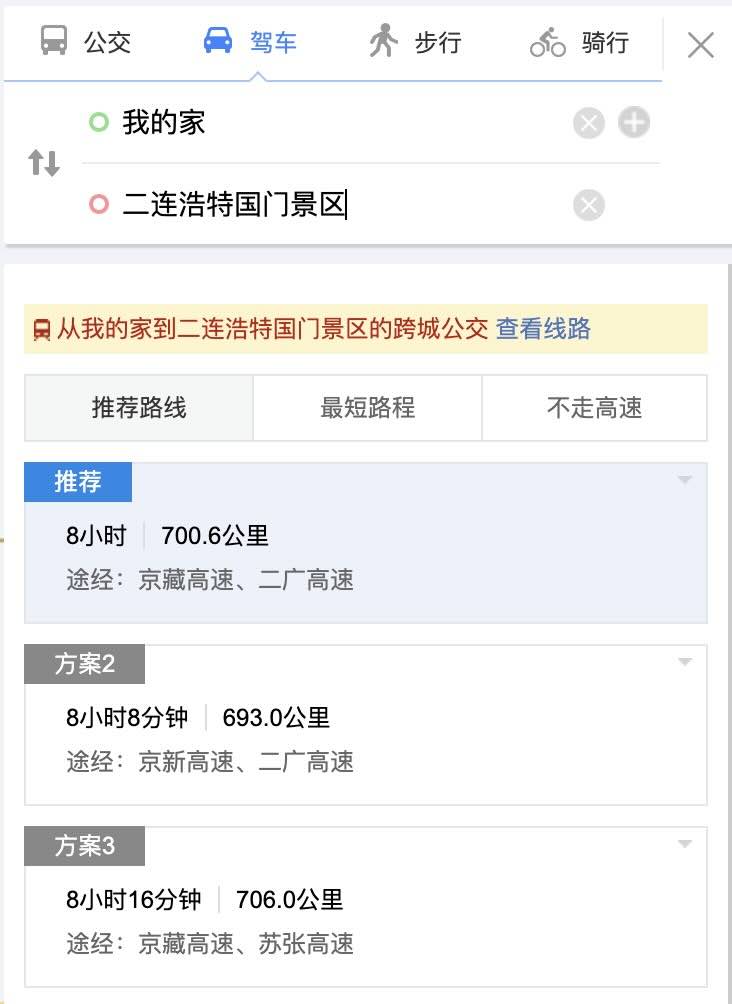 公交 驾车 步行 骑行
我的家
二连浩特国门景区
从我的家到二连浩特国门景区的跨城公交 查看线路
推荐路线 最短路程 不走高速
推荐
8小时 700.6公里
途经：京藏高速、二广高速
方案2
8小时8分钟 693.0公里
途经：京新高速、二广高速
方案3
8小时16分钟 706.0公里
途经：京藏高速、苏张高速